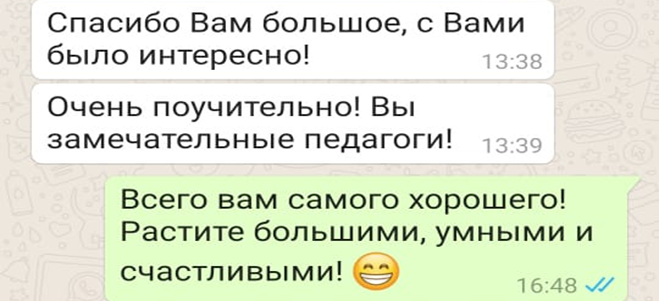 Спасибо Вам большое, с Вами
было интересно!
13:38
Очень поучительно! Вы
замечательные педагоги!
13:39
Всего вам самого хорошего!
Растите большими, умными и
счастливыми! 😁
16:48